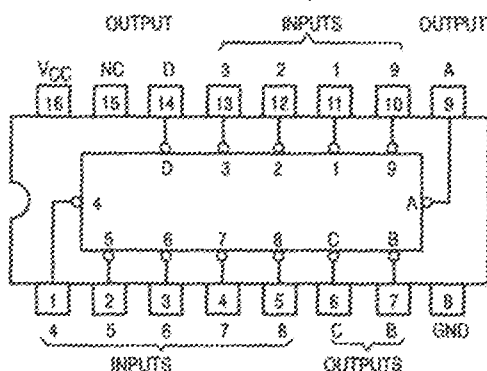 OUTPUT INPUTS OUTPUT
VCC NC D 3 2 1 9 A
16 15 14 13 12 11 10 9
D 3 2 1 9
4 A
5 6 7 8 C B
1 2 3 4 5 6 7 8
4 5 6 7 8 C B GND
INPUTS OUTPUTS